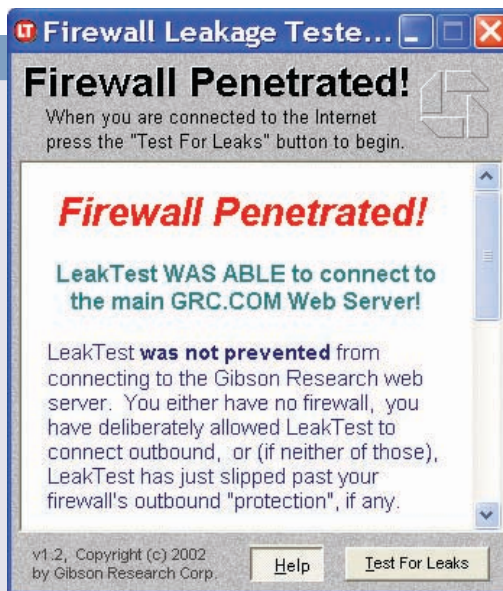 LT Firewall Leakage Teste...
Firewall Penetrated!
When you are connected to the Internet
press the "Test For Leaks" button to begin.
Firewall Penetrated!
LeakTest WAS ABLE to connect to
the main GRC.COM Web Server!
LeakTest was not prevented from
connecting to the Gibson Research web
server. You either have no firewall, you
have deliberately allowed LeakTest to
connect outbound, or (if neither of those),
LeakTest has just slipped past your
firewall's outbound "protection", if any.
v1.2, Copyright (c) 2002
by Gibson Research Corp.
Help
Test For Leaks